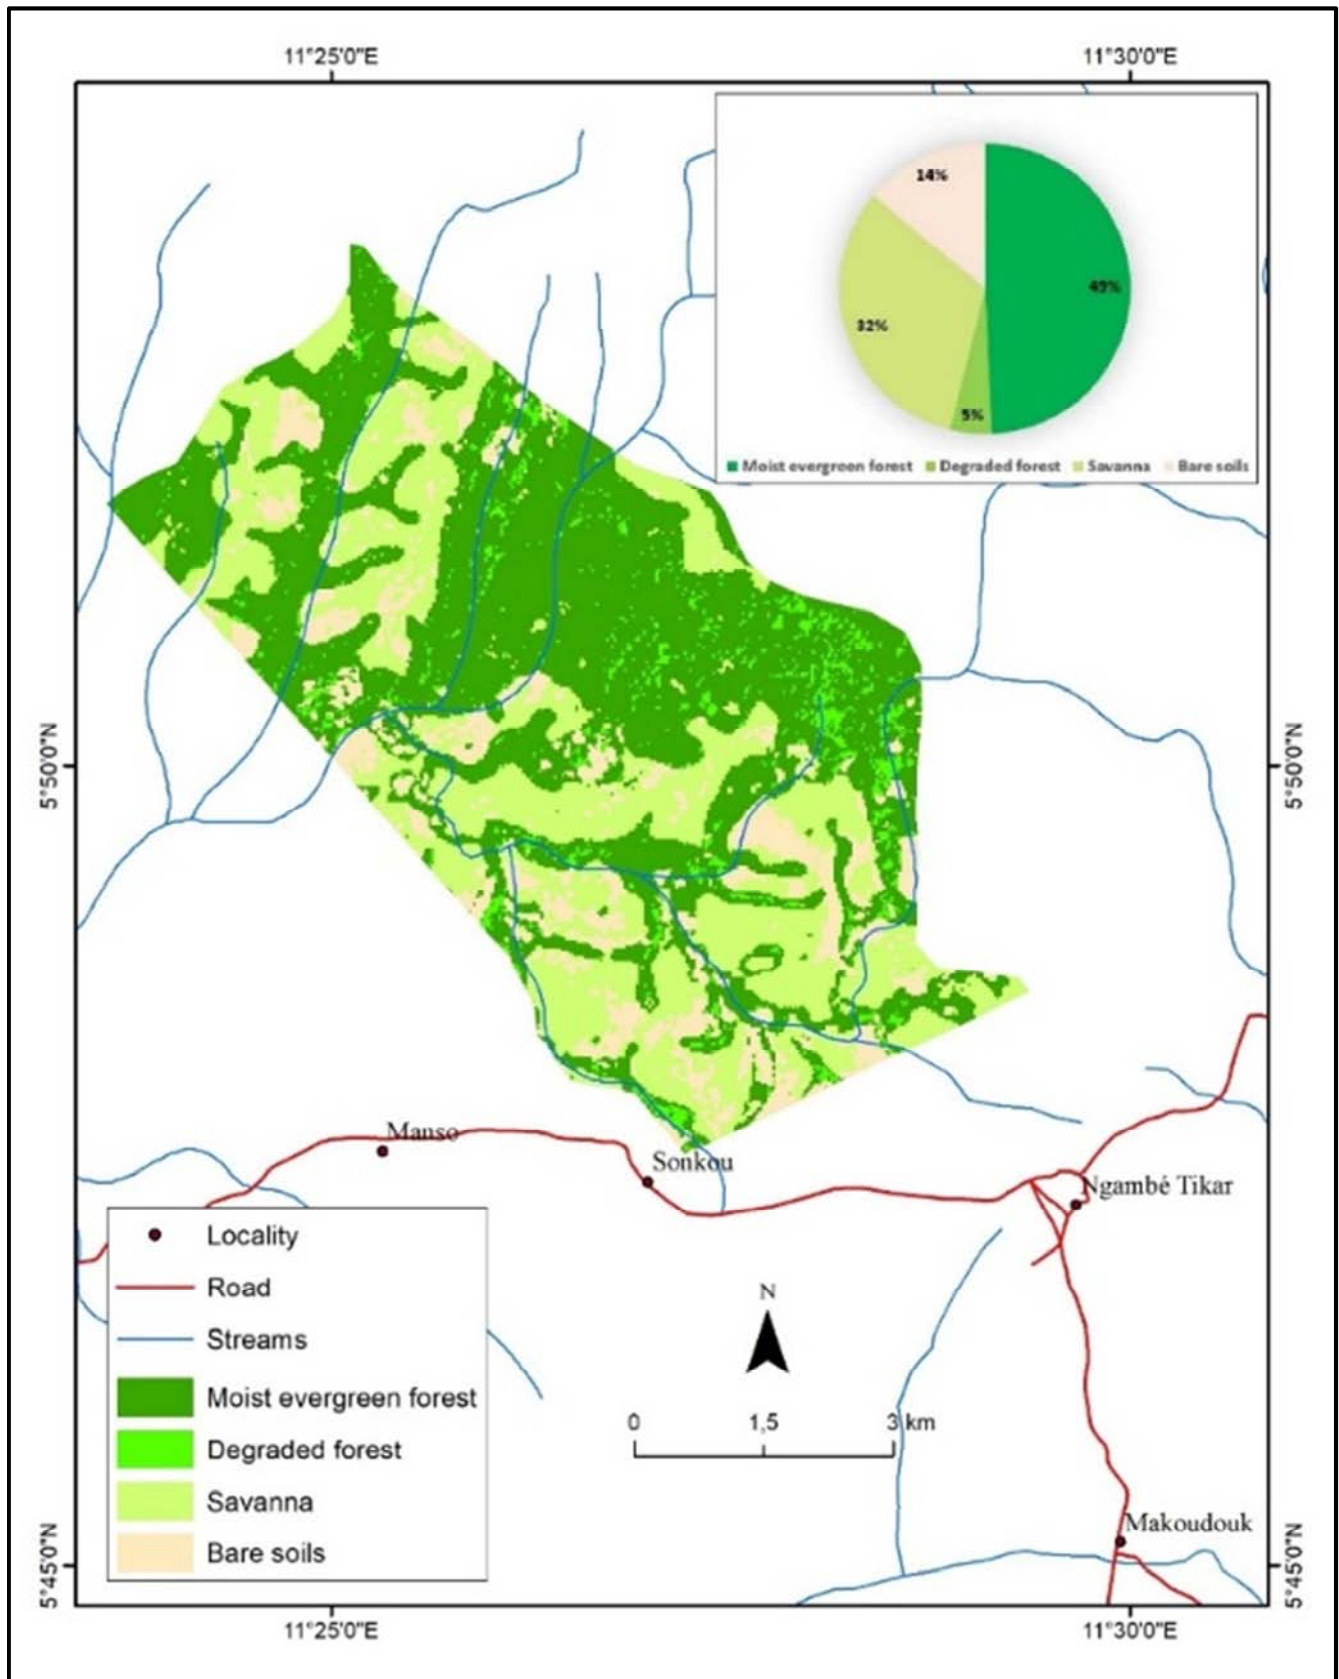 11°25'0"E 11°30'0"E
14%
49%
32%
5%
Moist evergreen forest Degraded forest Savanna Bare soils
5°50'0"N 5°50'0"N
Manso
Sonkou
Ngambé Tikar
Locality
Road
Streams
Moist evergreen forest
Degraded forest
Savanna
Bare soils
N
0 1,5 3 km
Makoudouk
5°45'0"N 5°45'0"N
11°25'0"E 11°30'0"E